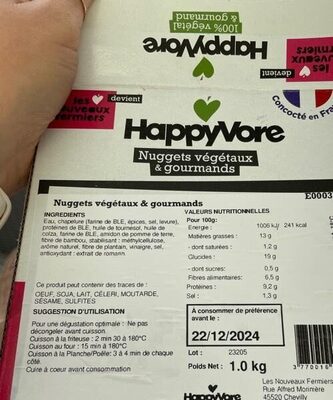 100% végétal
& gourmand
HappyVore
les
nouveaux
fermiers
devient
les
nouveaux
fermiers
devient
Concocté en
HappyVore
Nuggets végétaux
& gourmands
E0003
Nuggets végétaux & gourmands
INGREDIENTS
Eau, chapelure (farine de BLE, épices, sel, levure),
protéines de BLE, huile de tournesol, huile de
colza, farine de BLE, amidon de pomme de terre,
fibre de bambou, stabilisant : méthylcellulose,
arôme naturel, fibre de plantain, vinaigre, sel,
antioxydant : extrait de romarin.
Ce produit peut contenir des traces de :
OEUF, SOJA, LAIT, CÉLERI, MOUTARDE,
SÉSAME, SULFITES
SUGGESTION D'UTILISATION
Pour une dégustation optimale : Ne pas
décongeler avant cuisson.
Cuisson à la friteuse : 2 min 30 à 180°C
Cuisson au four : 15 min à 180°C
Cuisson à la Planche/Poêle: 3 à 4 min de chaque
côté.
Cuire à coeur avant consommation
VALEURS NUTRITIONNELLES
Pour 100g:
Energie : 1006 kJ/ 241 kcal
Matières grasses : 13 g
- dont saturées : 1.2 g
Glucides : 19 g
- dont sucres : 0,5 g
Fibres alimentaires : 6,5 g
Protéines : 9,2 g
Sel : 1,3 g
À consommer de préférence
avant le :
22/12/2024
Lot : 23205
Poids Net : 1.0 kg
3 770016
HappyVore
Les Nouveaux Fermiers
Rue Alfred Morimère
45520 Chevilly